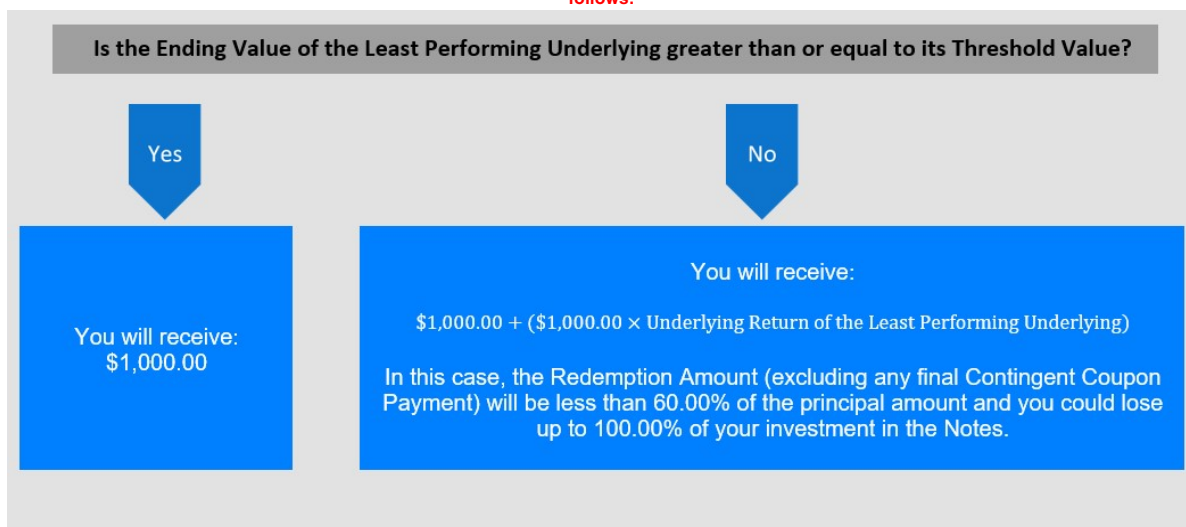 follows:
Is the Ending Value of the Least Performing Underlying greater than or equal to its Threshold Value?
Yes
No
You will receive:
$1,000.00
You will receive:
$1,000.00 + ($1,000.00 × Underlying Return of the Least Performing Underlying)
In this case, the Redemption Amount (excluding any final Contingent Coupon
Payment) will be less than 60.00% of the principal amount and you could lose
up to 100.00% of your investment in the Notes.